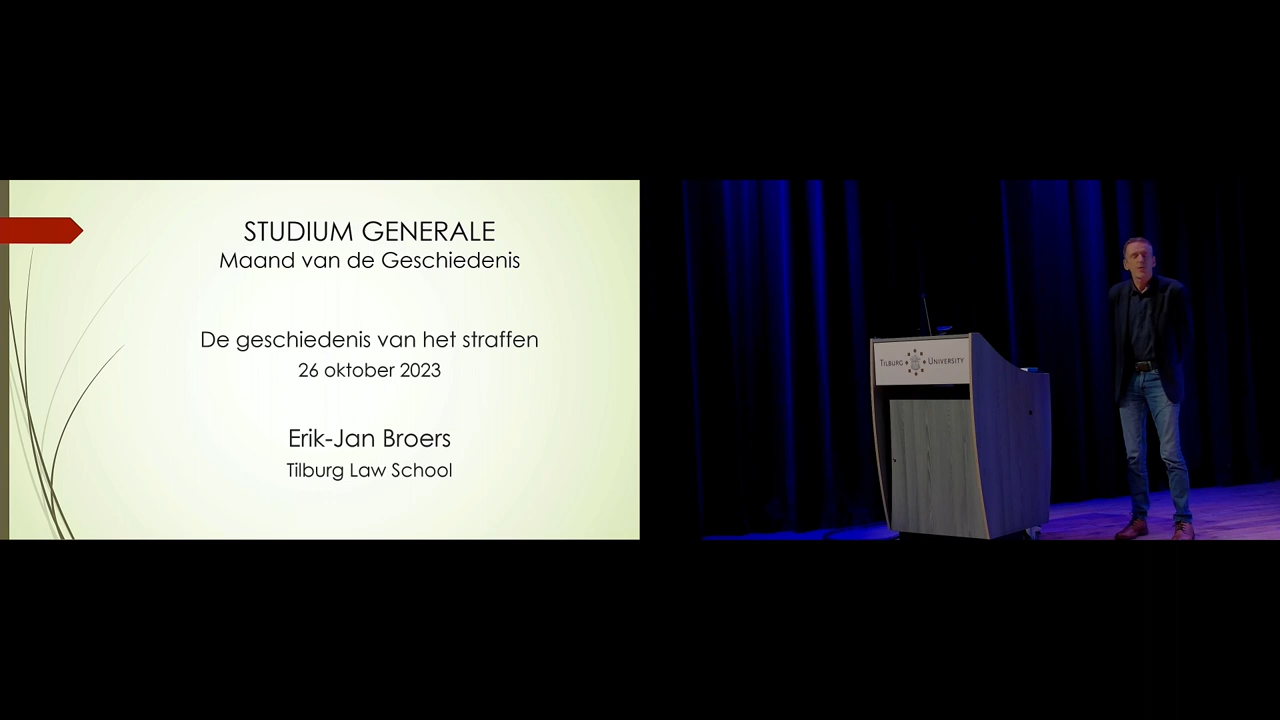 STUDIUM GENERALE
Maand van de Geschiedenis
De geschiedenis van het straffen
26 oktober 2023
Erik-Jan Broers
Tilburg Law School
TILBURG UNIVERSITY